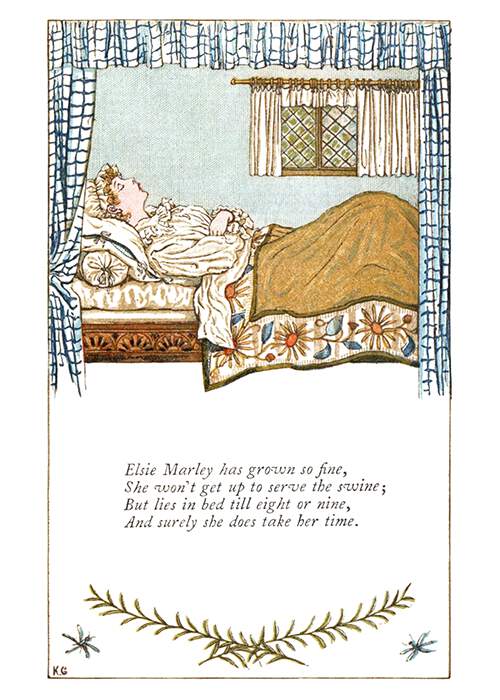 Elsie Marley has grown so fine,
She won't get up to serve the swine;
But lies in bed till eight or nine,
And surely she does take her time.
K.G